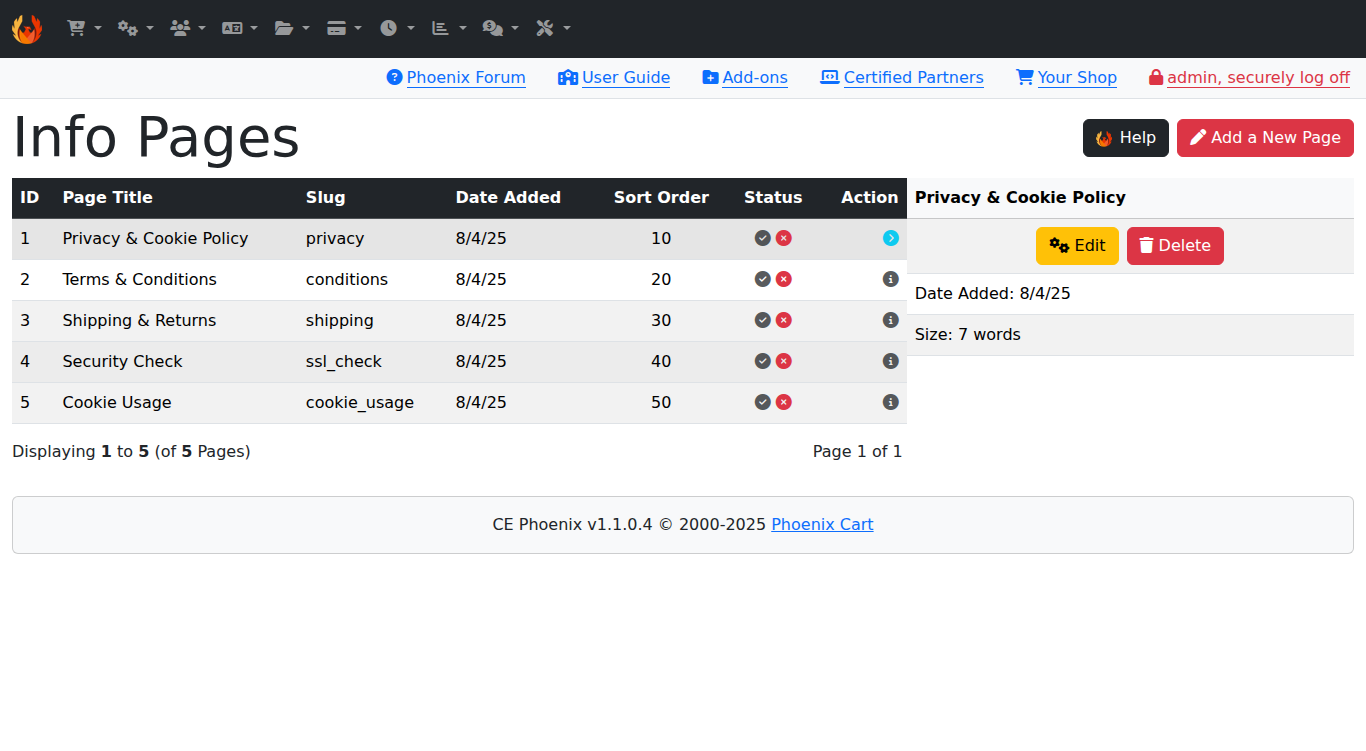 Phoenix Forum User Guide Add-ons Certified Partners Your Shop admin, securely log off
Info Pages
Help Add a New Page
ID Page Title Slug Date Added Sort Order Status Action
1 Privacy & Cookie Policy privacy 8/4/25 10
2 Terms & Conditions conditions 8/4/25 20
3 Shipping & Returns shipping 8/4/25 30
4 Security Check ssl_check 8/4/25 40
5 Cookie Usage cookie_usage 8/4/25 50
Displaying 1 to 5 (of 5 Pages) Page 1 of 1
Privacy & Cookie Policy
Edit Delete
Date Added: 8/4/25
Size: 7 words
CE Phoenix v1.1.0.4 © 2000-2025 Phoenix Cart